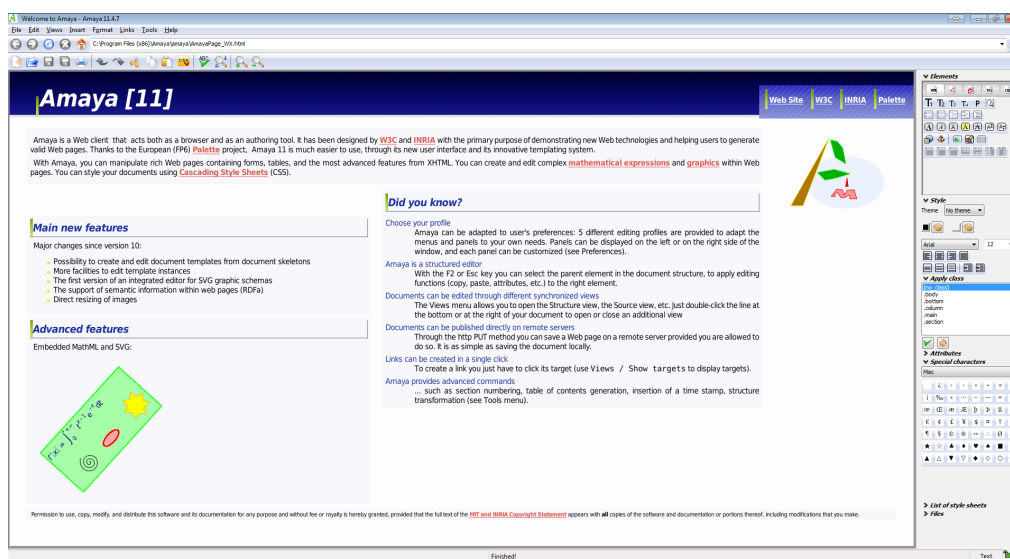 Welcome to Amaya - Amaya 11.4.7
File Edit Views Insert Format Links Tools Help
C:\Program Files (x86)\Amaya\amaya\AmayaPage_WX.html
Amaya [11]
Web Site W3C INRIA Palette
Amaya is a Web client that acts both as a browser and as an authoring tool. It has been designed by W3C and INRIA with the primary purpose of demonstrating new Web technologies and helping users to generate
valid Web pages. Thanks to the European (FP6) Palette project, Amaya 11 is much easier to use, through its new user interface and its innovative templating system.
With Amaya, you can manipulate rich Web pages containing forms, tables, and the most advanced features from XHTML. You can create and edit complex mathematical expressions and graphics within Web
pages. You can style your documents using Cascading Style Sheets (CSS).
Main new features
Major changes since version 10:
Possibility to create and edit document templates from document skeletons
More facilities to edit template instances
The first version of an integrated editor for SVG graphic schemas
The support of semantic information within web pages (RDFa)
Direct resizing of images
Advanced features
Embedded MathML and SVG:
Did you know?
Choose your profile
Amaya can be adapted to user's preferences: 5 different editing profiles are provided to adapt the
menus and panels to your own needs. Panels can be displayed on the left or on the right side of the
window, and each panel can be customized (see Preferences).
Amaya is a structured editor
With the F2 or Esc key you can select the parent element in the document structure, to apply editing
functions (copy, paste, attributes, etc.) to the right element.
Documents can be edited through different synchronized views
The Views menu allows you to open the Structure view, the Source view, etc. Just double-click the line at
the bottom or at the right of your document to open or close an additional view
Documents can be published directly on remote servers
Through the http PUT method you can save a Web page on a remote server provided you are allowed to
do so. It is as simple as saving the document locally.
Links can be created in a single click
To create a link you just have to click its target (use Views / Show targets to display targets).
Amaya provides advanced commands
... such as section numbering, table of contents generation, insertion of a time stamp, structure
transformation (see Tools menu).
Permission to use, copy, modify, and distribute this software and its documentation for any purpose and without fee or royalty is hereby granted, provided that the full text of the MIT and INRIA Copyright Statement appears with all copies of the software and documentation or portions thereof, including modifications that you make.
Elements
Style
Theme No theme
Arial 12
Apply class
(no_class)
.body
.bottom
.column
.main
.section
Attributes
Special characters
Misc
List of style sheets
Files
Finished! Text